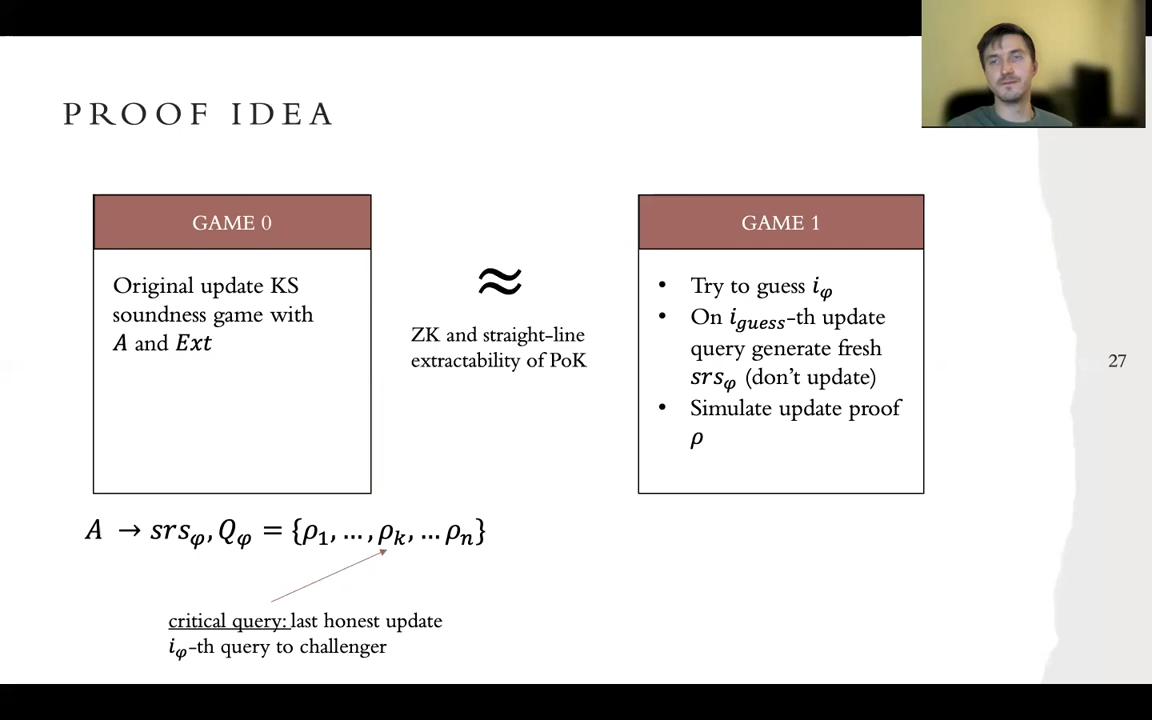 PROOF IDEA
GAME 0
Original update KS
soundness game with
A and Ext
≈
ZK and straight-line
extractability of PoK
GAME 1
• Try to guess i_φ
• On i_guess-th update
query generate fresh
srs_φ (don’t update)
• Simulate update proof
ρ
27
A → srs_φ, Q_φ = {ρ_1, …, ρ_k, … ρ_n}
critical query: last honest update
i_φ-th query to challenger